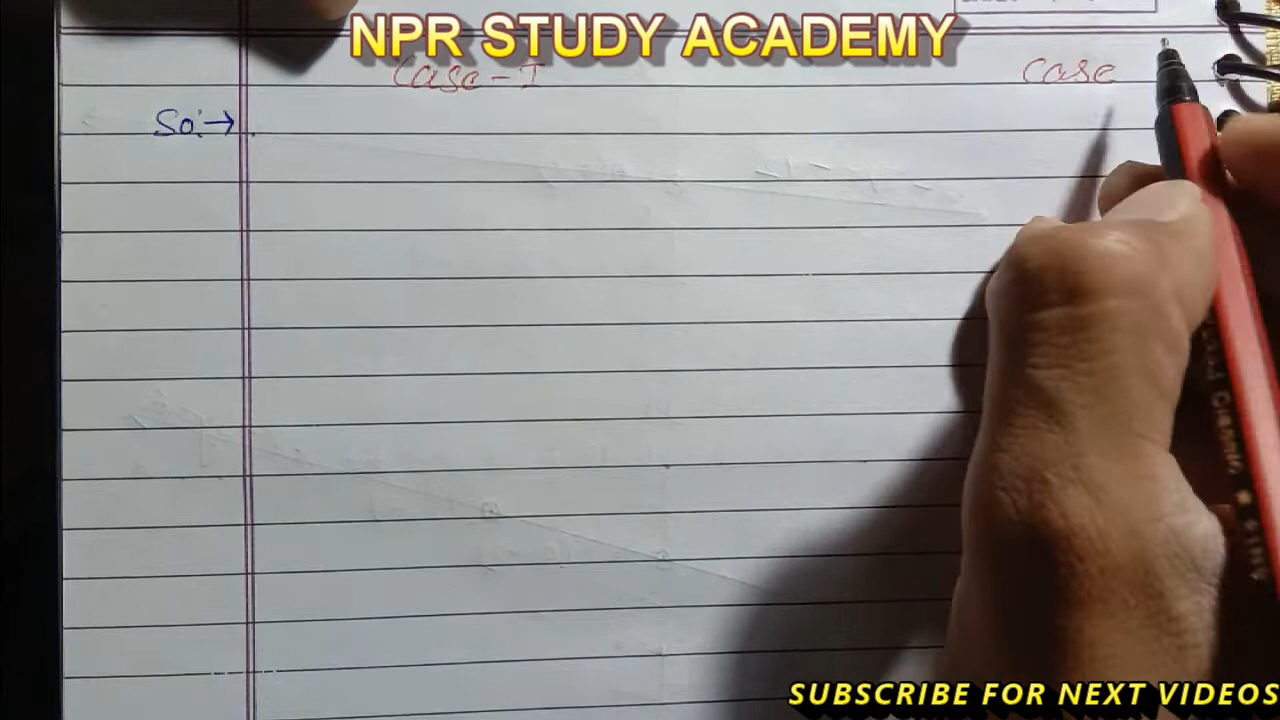 NPR STUDY ACADEMY
Case - I
Case
So:→
SUBSCRIBE FOR NEXT VIDEOS